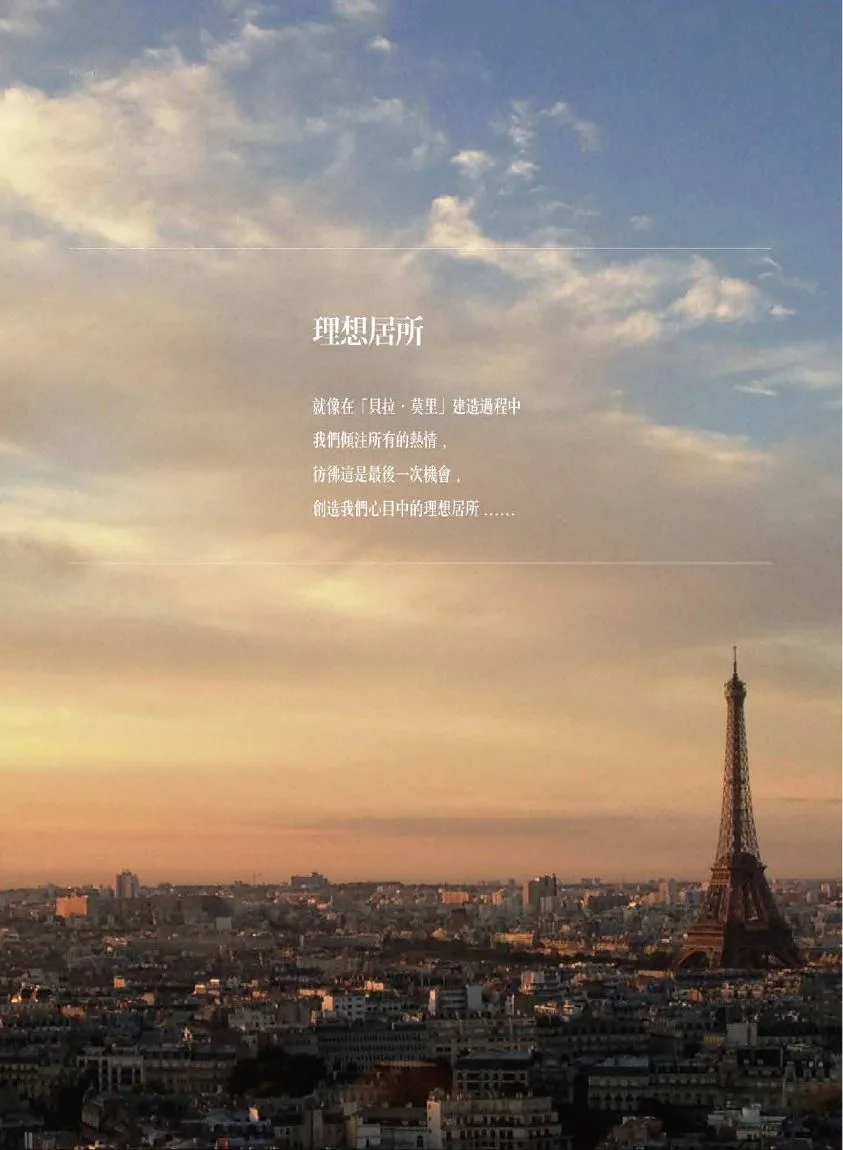 理想居所
就像在「貝拉·莫里」建造過程中
我們傾注所有的熱情，
彷彿這是最後一次機會，
創造我們心目中的理想居所……